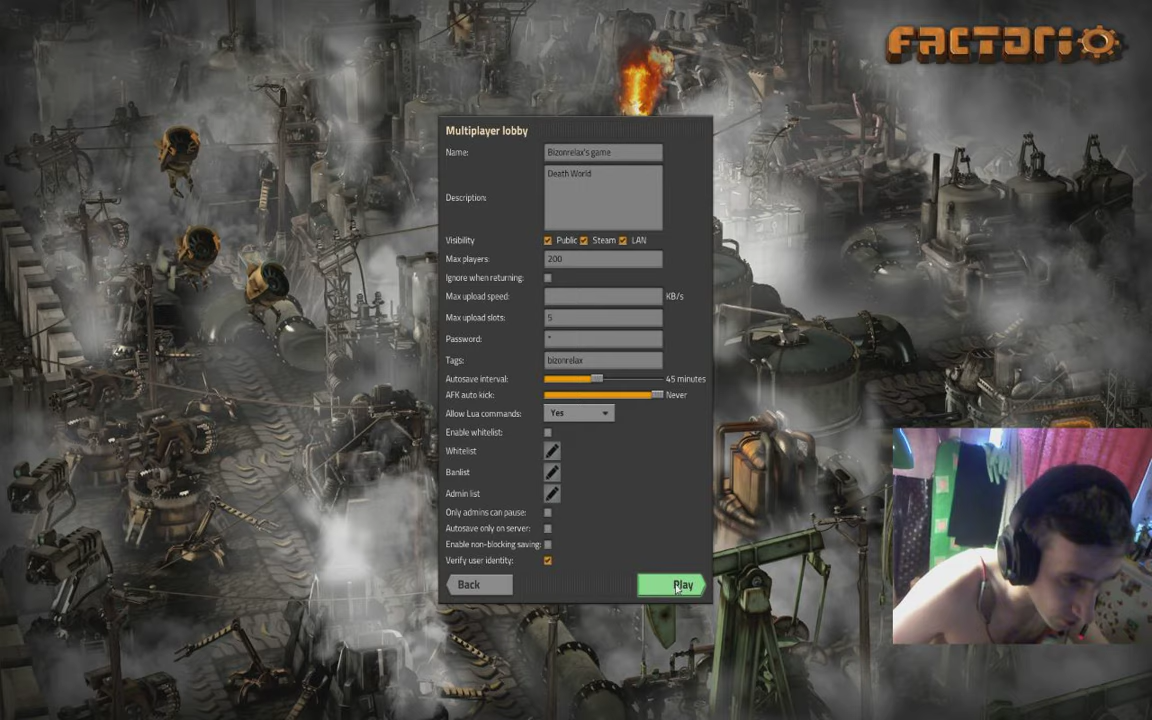 FACTORIO
Multiplayer lobby
Name: Bizonrelax's game
Description: Death World
Visibility Public Steam LAN
Max players: 200
Ignore when returning:
Max upload speed: KB/s
Max upload slots: 5
Password: *
Tags: bizonrelax
Autosave interval: 45 minutes
AFK auto kick: Never
Allow Lua commands: Yes
Enable whitelist:
Whitelist
Banlist
Admin list
Only admins can pause:
Autosave only on server:
Enable non-blocking saving:
Verify user identity:
Back Play